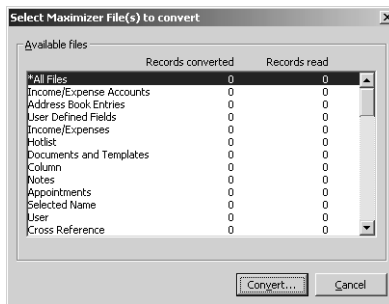 Select Maximizer File(s) to convert
Available files
Records converted Records read
*All Files 0 0
Income/Expense Accounts 0 0
Address Book Entries 0 0
User Defined Fields 0 0
Income/Expenses 0 0
Hotlist 0 0
Documents and Templates 0 0
Column 0 0
Notes 0 0
Appointments 0 0
Selected Name 0 0
User 0 0
Cross Reference 0 0
Convert... Cancel